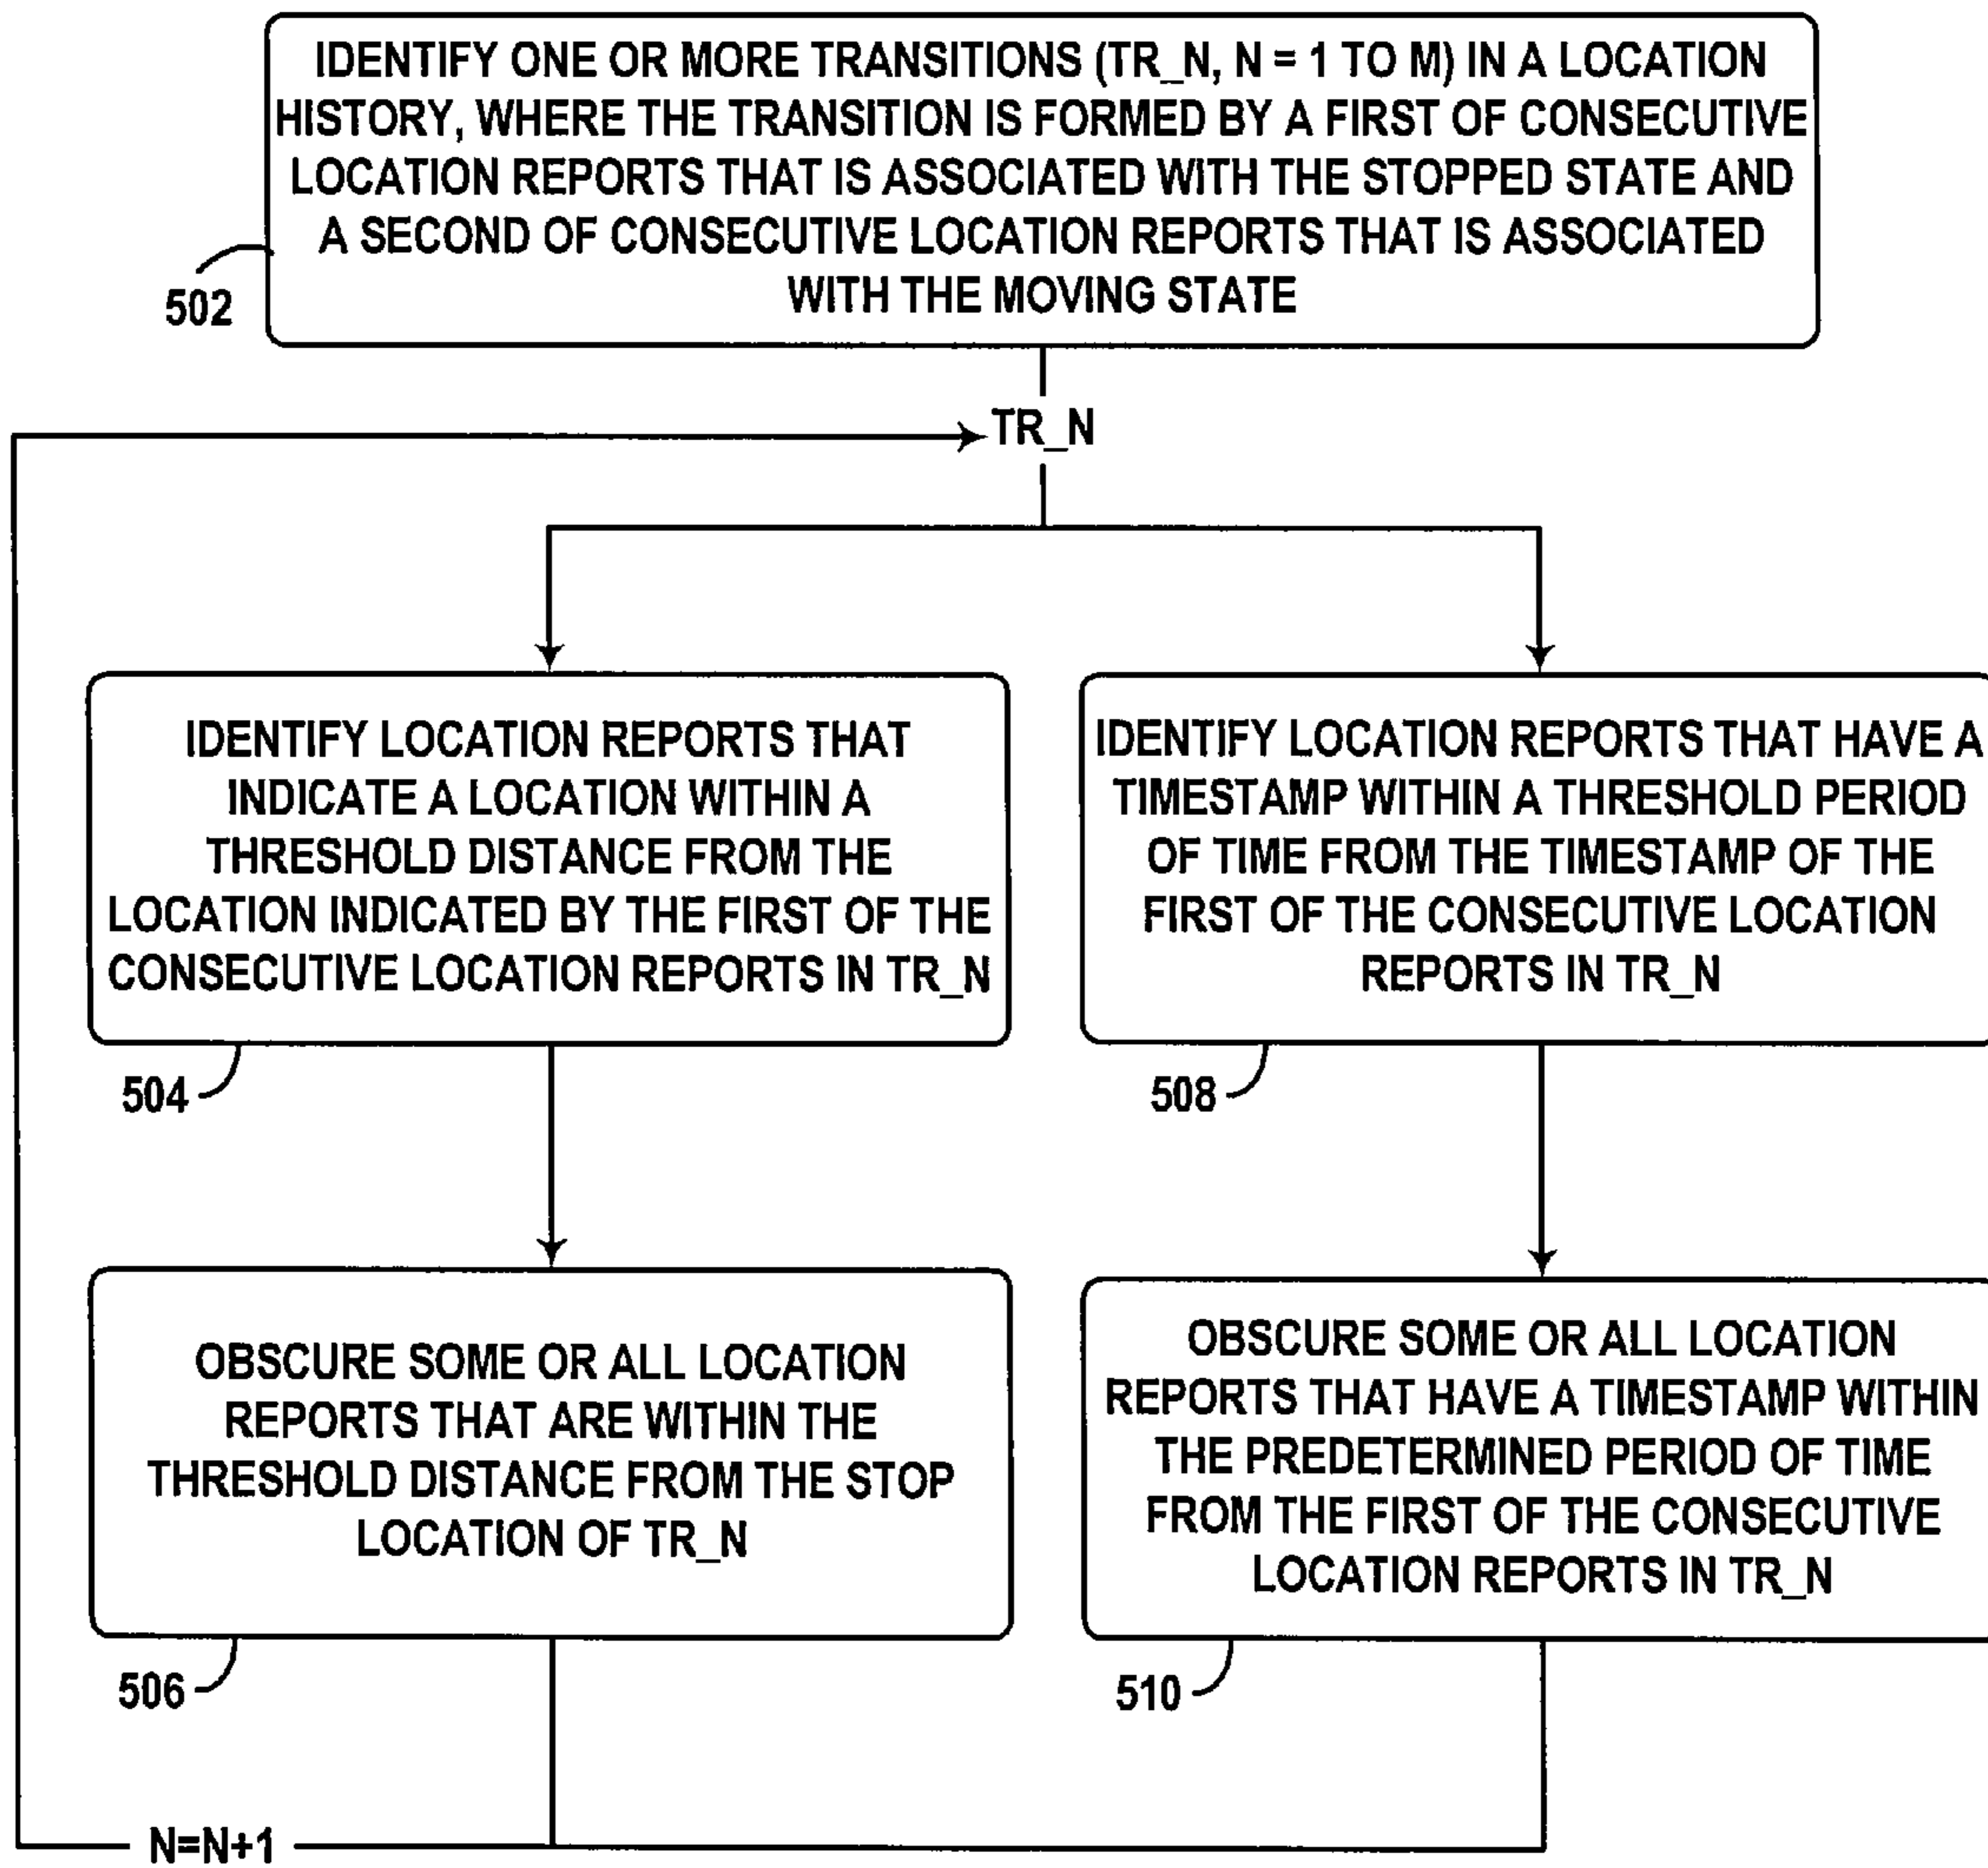 IDENTIFY ONE OR MORE TRANSITIONS (TR_N, N = 1 TO M) IN A LOCATION
HISTORY, WHERE THE TRANSITION IS FORMED BY A FIRST OF CONSECUTIVE
LOCATION REPORTS THAT IS ASSOCIATED WITH THE STOPPED STATE AND
A SECOND OF CONSECUTIVE LOCATION REPORTS THAT IS ASSOCIATED
WITH THE MOVING STATE
502
TR_N
IDENTIFY LOCATION REPORTS THAT
INDICATE A LOCATION WITHIN A
THRESHOLD DISTANCE FROM THE
LOCATION INDICATED BY THE FIRST OF THE
CONSECUTIVE LOCATION REPORTS IN TR_N
504
IDENTIFY LOCATION REPORTS THAT HAVE A
TIMESTAMP WITHIN A THRESHOLD PERIOD
OF TIME FROM THE TIMESTAMP OF THE
FIRST OF THE CONSECUTIVE LOCATION
REPORTS IN TR_N
508
OBSCURE SOME OR ALL LOCATION
REPORTS THAT ARE WITHIN THE
THRESHOLD DISTANCE FROM THE STOP
LOCATION OF TR_N
506
OBSCURE SOME OR ALL LOCATION
REPORTS THAT HAVE A TIMESTAMP WITHIN
THE PREDETERMINED PERIOD OF TIME
FROM THE FIRST OF THE CONSECUTIVE
LOCATION REPORTS IN TR_N
510
N=N+1